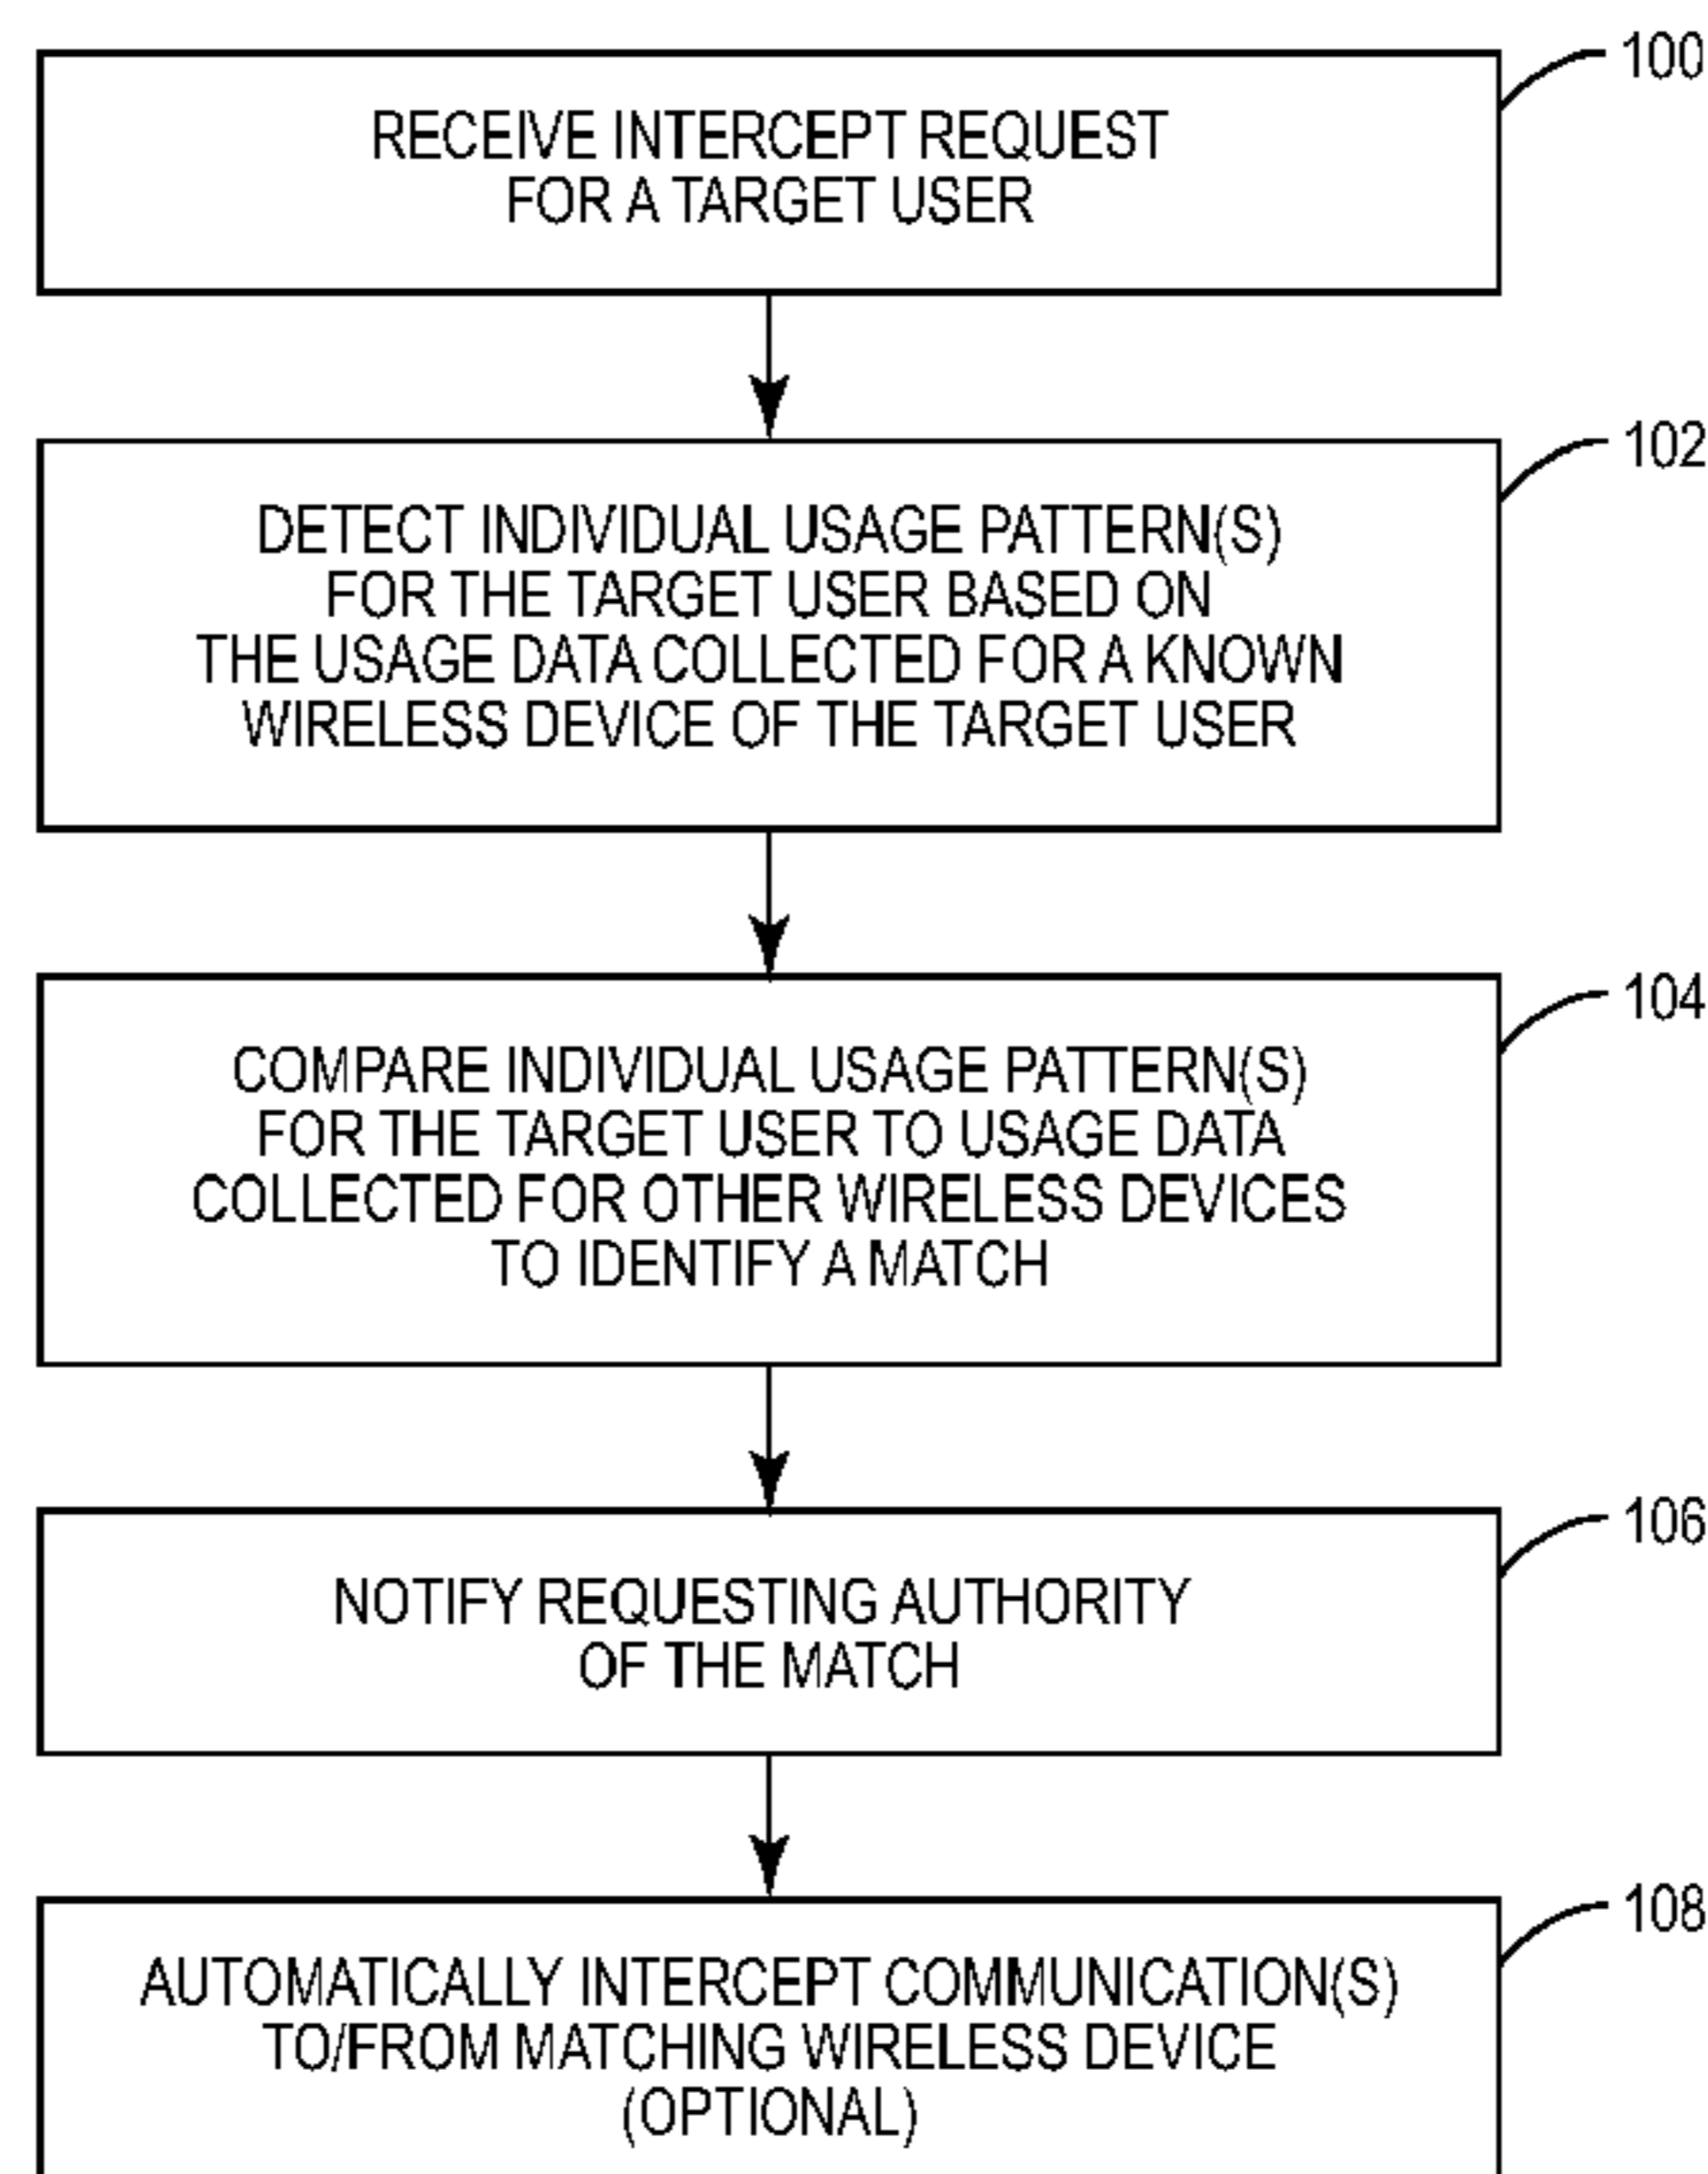 100
RECEIVE INTERCEPT REQUEST
FOR A TARGET USER
102
DETECT INDIVIDUAL USAGE PATTERN(S)
FOR THE TARGET USER BASED ON
THE USAGE DATA COLLECTED FOR A KNOWN
WIRELESS DEVICE OF THE TARGET USER
104
COMPARE INDIVIDUAL USAGE PATTERN(S)
FOR THE TARGET USER TO USAGE DATA
COLLECTED FOR OTHER WIRELESS DEVICES
TO IDENTIFY A MATCH
106
NOTIFY REQUESTING AUTHORITY
OF THE MATCH
108
AUTOMATICALLY INTERCEPT COMMUNICATION(S)
TO/FROM MATCHING WIRELESS DEVICE
(OPTIONAL)